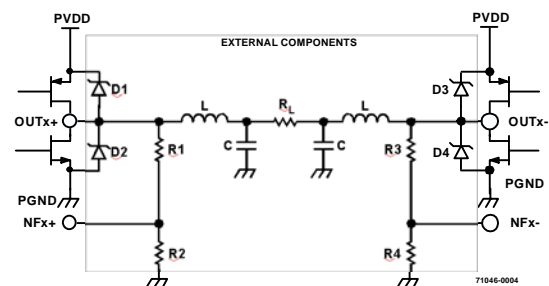 PVDD
PVDD
EXTERNAL COMPONENTS
D1
D3
L
RL
L
OUTx+
OUTx-
D2
R1
C
C
R3
D4
PGND
PGND
NFx+
NFx-
R2
R4
71046-0004